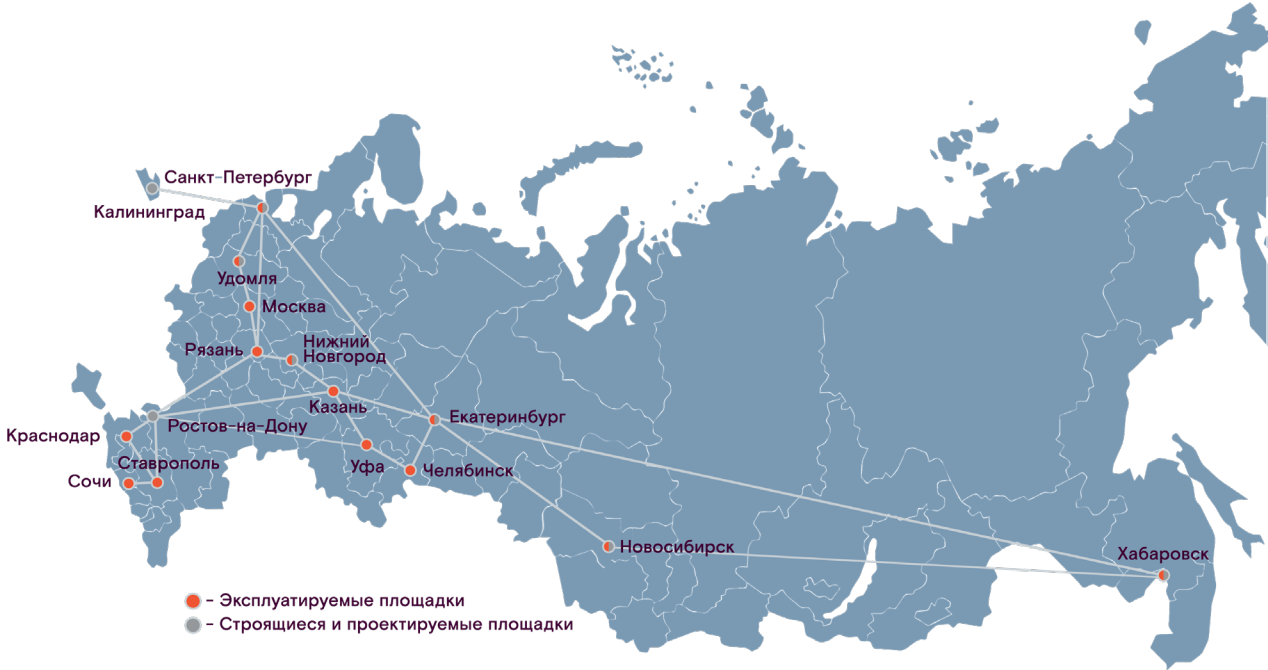 Санкт-Петербург
Калининград
Удомля
Москва
Нижний
Новгород
Рязань
Казань
Екатеринбург
Ростов-на-Дону
Краснодар
Ставрополь
Уфа
Челябинск
Сочи
Новосибирск
Хабаровск
- Эксплуатируемые площадки
- Строящиеся и проектируемые площадки